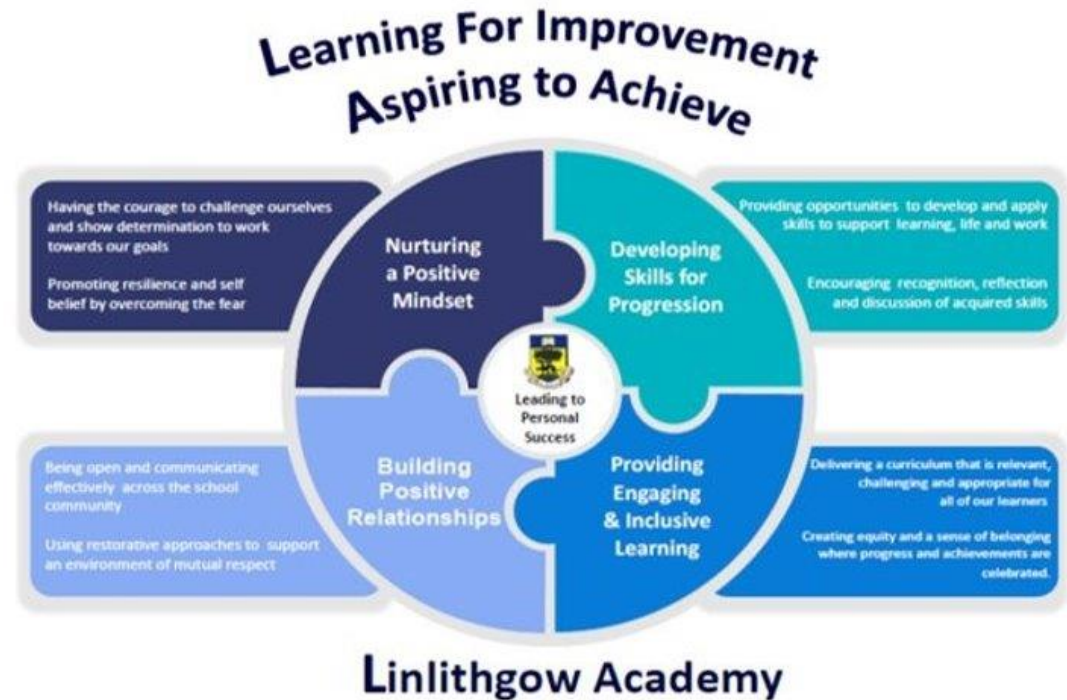 Learning For Improvement
Aspiring to Achieve
Having the courage to challenge ourselves
and show determination to work
towards our goals
Promoting resilience and self
belief by overcoming the fear
Nurturing
a Positive
Mindset
Developing
Skills for
Progression
Providing opportunities to develop and apply
skills to support learning, life and work
Encouraging recognition, reflection
and discussion of acquired skills
Leading to
Personal
Success
Being open and communicating
effectively across the school
community
Using restorative approaches to support
an environment of mutual respect
Building
Positive
Relationships
Providing
Engaging
& Inclusive
Learning
Delivering a curriculum that is relevant,
challenging and appropriate for
all of our learners
Creating equity and a sense of belonging
where progress and achievements are
celebrated.
Linlithgow Academy